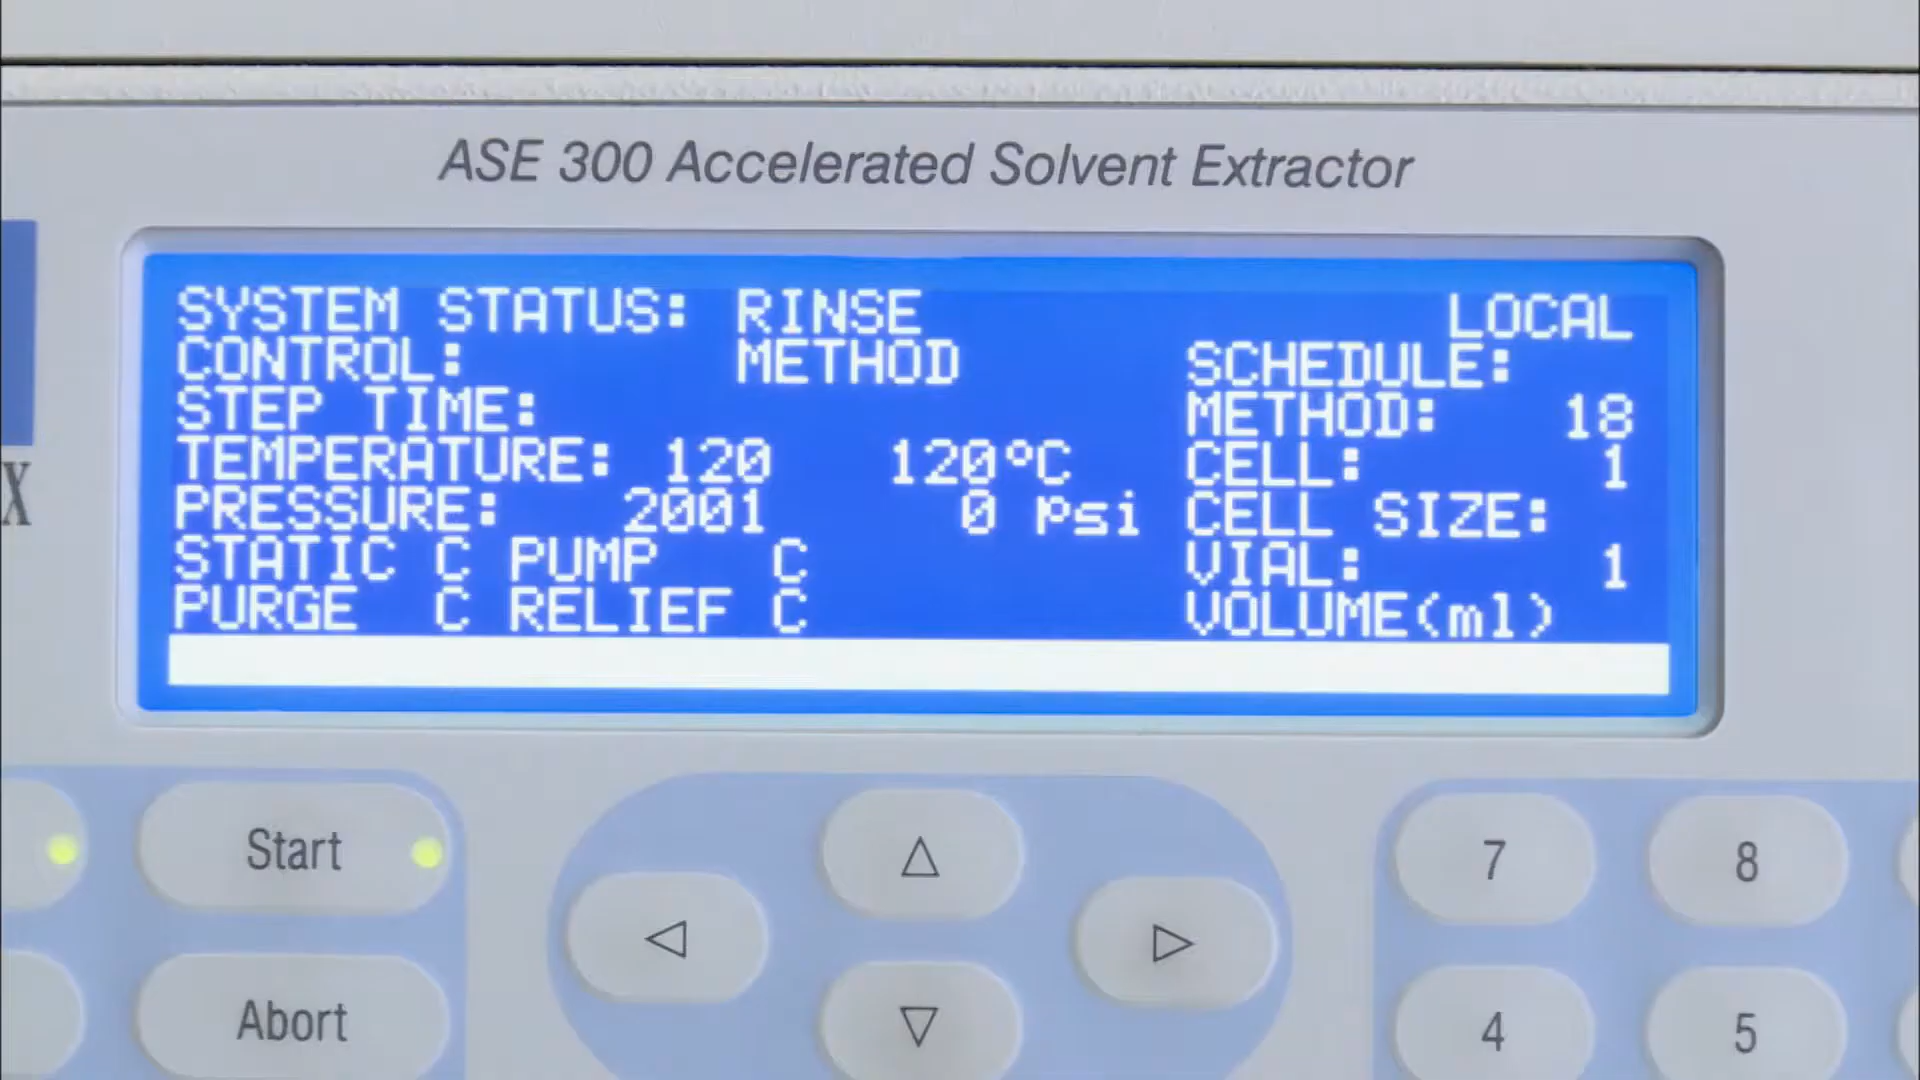 ASE 300 Accelerated Solvent Extractor
SYSTEM STATUS: RINSE LOCAL
CONTROL: METHOD SCHEDULE:
STEP TIME: METHOD: 18
TEMPERATURE: 120 120°C CELL: 1
PRESSURE: 2001 0 psi CELL SIZE:
STATIC C PUMP C VIAL: 1
PURGE C RELIEF C VOLUME(ml)
X
Start
7 8
Abort
4 5